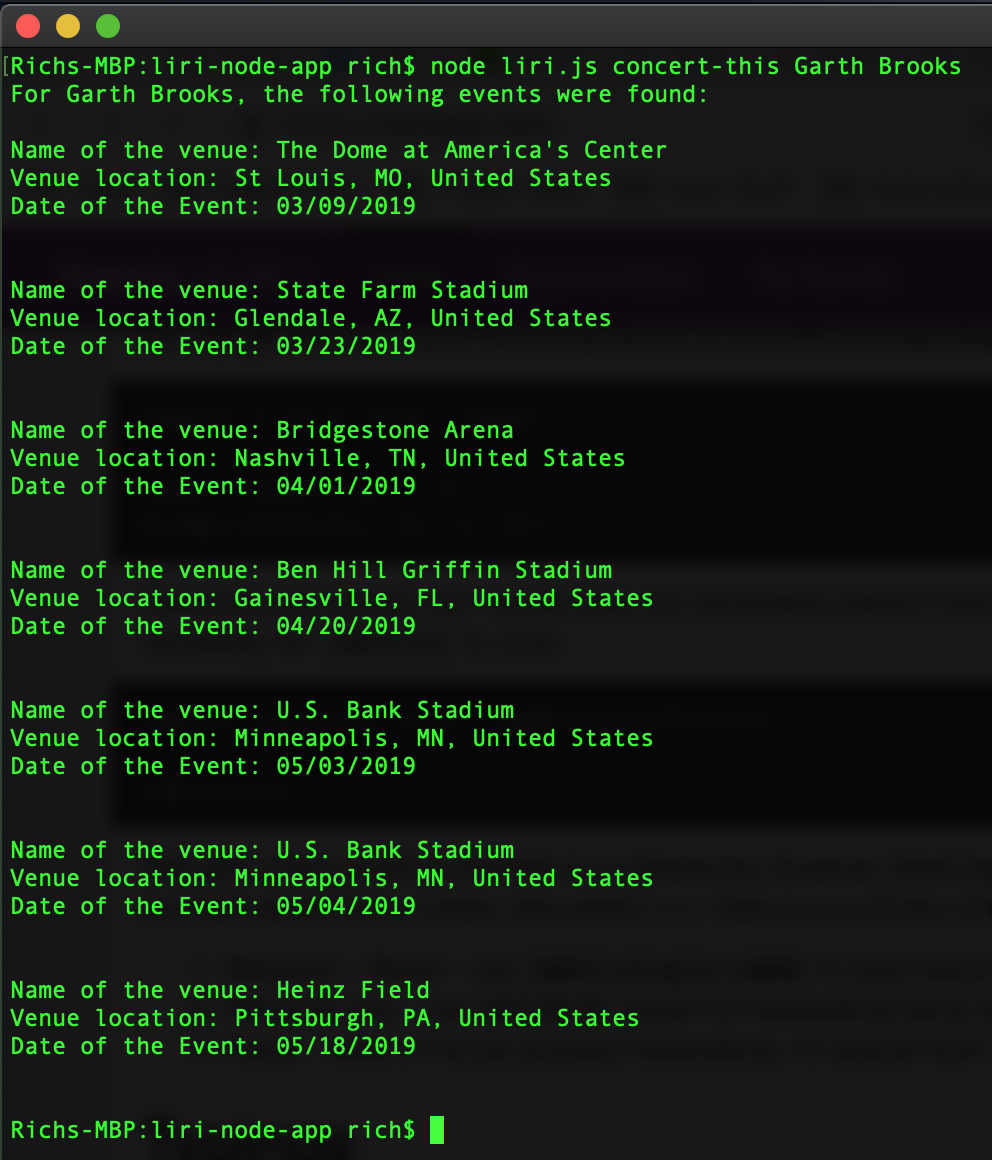 [Richs-MBP:liri-node-app rich$ node liri.js concert-this Garth Brooks
For Garth Brooks, the following events were found:
Name of the venue: The Dome at America's Center
Venue location: St Louis, MO, United States
Date of the Event: 03/09/2019
Name of the venue: State Farm Stadium
Venue location: Glendale, AZ, United States
Date of the Event: 03/23/2019
Name of the venue: Bridgestone Arena
Venue location: Nashville, TN, United States
Date of the Event: 04/01/2019
Name of the venue: Ben Hill Griffin Stadium
Venue location: Gainesville, FL, United States
Date of the Event: 04/20/2019
Name of the venue: U.S. Bank Stadium
Venue location: Minneapolis, MN, United States
Date of the Event: 05/03/2019
Name of the venue: U.S. Bank Stadium
Venue location: Minneapolis, MN, United States
Date of the Event: 05/04/2019
Name of the venue: Heinz Field
Venue location: Pittsburgh, PA, United States
Date of the Event: 05/18/2019
Richs-MBP:liri-node-app rich$